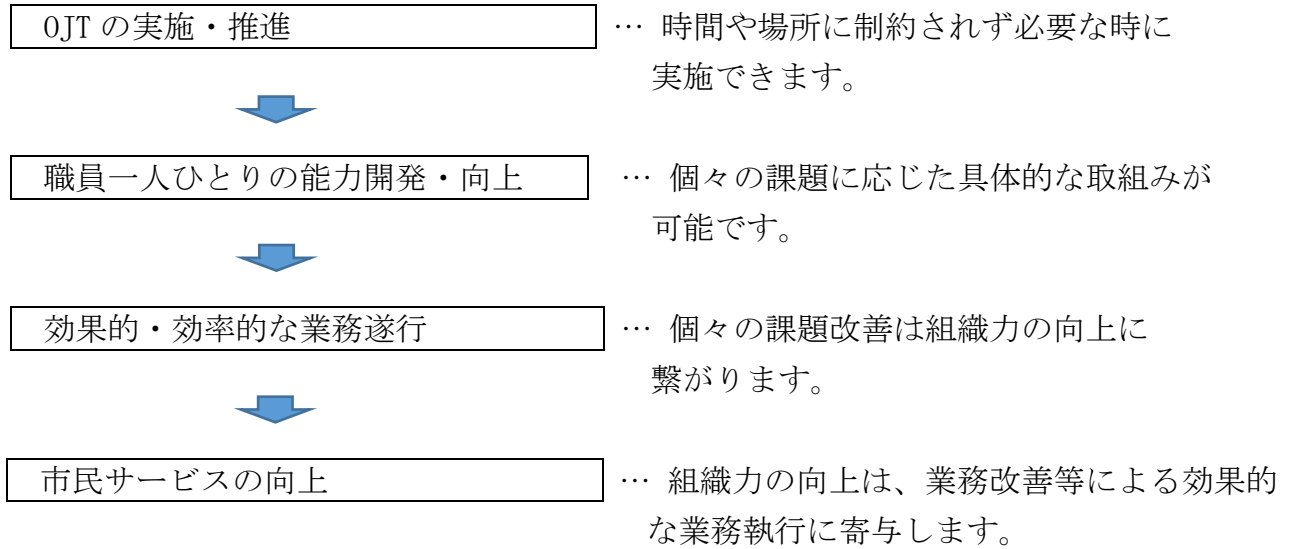 OJT の実施・推進 … 時間や場所に制約されず必要な時に
実施できます。
職員一人ひとりの能力開発・向上 … 個々の課題に応じた具体的な取組みが
可能です。
効果的・効率的な業務遂行 … 個々の課題改善は組織力の向上に
繋がります。
市民サービスの向上 … 組織力の向上は、業務改善等による効果的
な業務執行に寄与します。